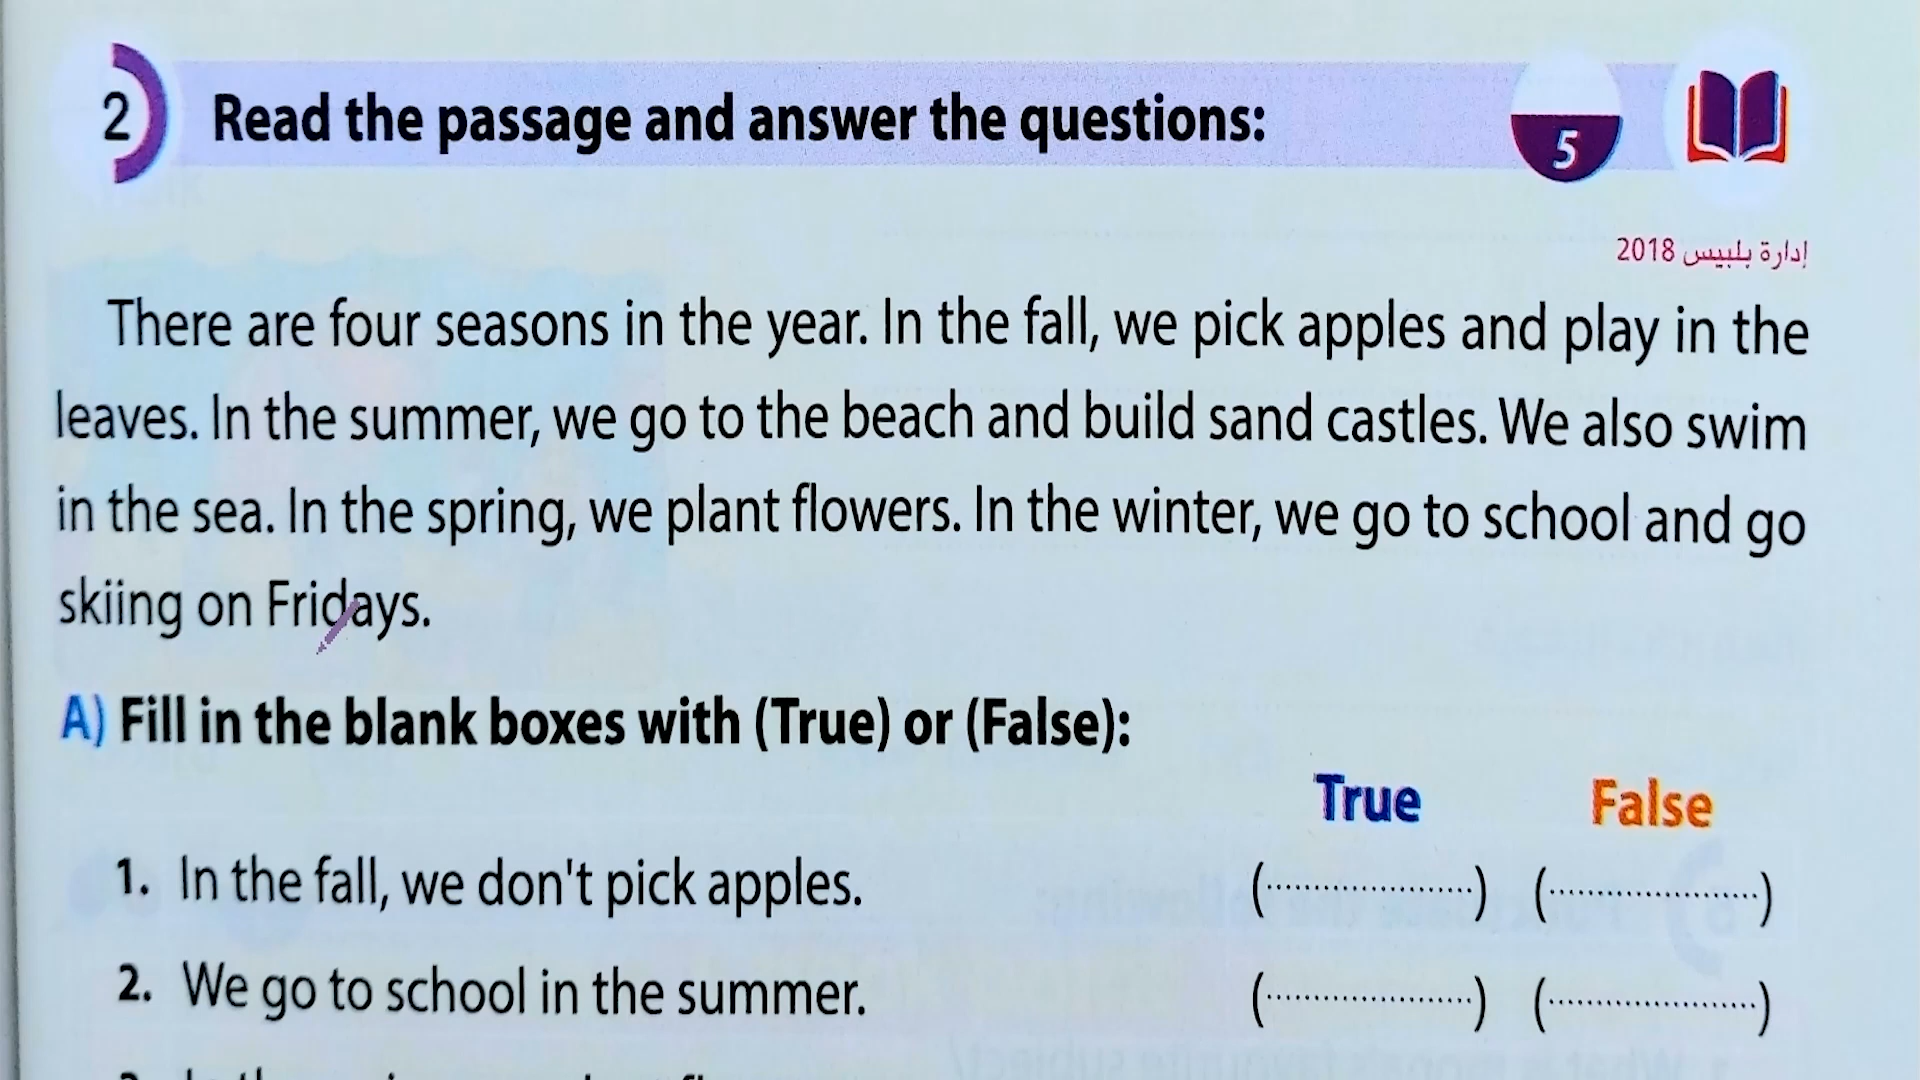 2 Read the passage and answer the questions: 5
إدارة بلبيس 2018
There are four seasons in the year. In the fall, we pick apples and play in the
leaves. In the summer, we go to the beach and build sand castles. We also swim
in the sea. In the spring, we plant flowers. In the winter, we go to school and go
skiing on Fridays.
A) Fill in the blank boxes with (True) or (False):
True False
1. In the fall, we don't pick apples. (......................) (......................)
2. We go to school in the summer. (......................) (......................)